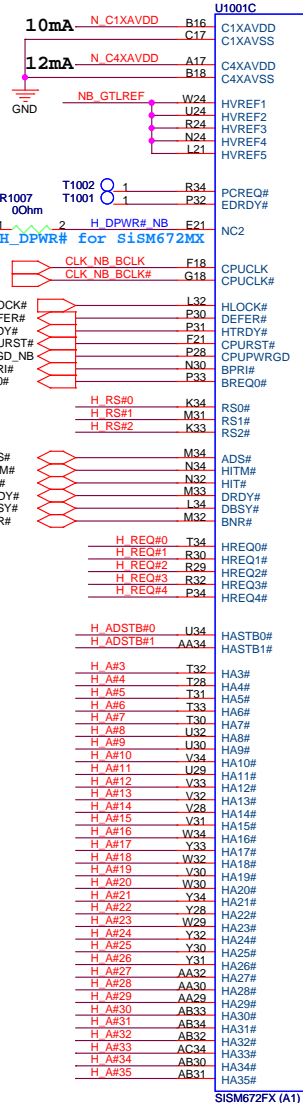 U1001C
10mA N_C1XAVDD B16 C1XAVDD
C17 C1XAVSS
12mA N_C4XAVDD A17 C4XAVDD
B18 C4XAVSS
GND
NB_GTLREF W24 HVREF1
U24 HVREF2
R24 HVREF3
N24 HVREF4
L21 HVREF5
T1002 1 R34 PCREQ#
T1001 1 P32 EDRDY#
R1007
0Ohm
1 2 H_DPWR#_NB E21 NC2
H_DPWR# for SiSM672MX
CLK_NB_BCLK F18 CPUCLK
CLK_NB_BCLK# G18 CPUCLK#
OCK# L32 HLOCK#
FER# P30 DEFER#
DY# P31 HTRDY#
URST# F21 CPURST#
GD_NB P28 CPUPWRGD
RI# N30 BPRI#
0# P33 BREQ0#
H_RS#0 K34 RS0#
H_RS#1 M31 RS1#
H_RS#2 K33 RS2#
S# M34 ADS#
M# N34 HITM#
# N32 HIT#
DY# M33 DRDY#
SY# L34 DBSY#
R# M32 BNR#
H_REQ#0 T34 HREQ0#
H_REQ#1 R30 HREQ1#
H_REQ#2 R29 HREQ2#
H_REQ#3 R32 HREQ3#
H_REQ#4 P34 HREQ4#
H_ADSTB#0 U34 HASTB0#
H_ADSTB#1 AA34 HASTB1#
H_A#3 T32 HA3#
H_A#4 T28 HA4#
H_A#5 T31 HA5#
H_A#6 T33 HA6#
H_A#7 T30 HA7#
H_A#8 U32 HA8#
H_A#9 U30 HA9#
H_A#10 V34 HA10#
H_A#11 U29 HA11#
H_A#12 V33 HA12#
H_A#13 V32 HA13#
H_A#14 V28 HA14#
H_A#15 V31 HA15#
H_A#16 W34 HA16#
H_A#17 Y33 HA17#
H_A#18 W32 HA18#
H_A#19 V30 HA19#
H_A#20 W30 HA20#
H_A#21 Y34 HA21#
H_A#22 Y28 HA22#
H_A#23 W29 HA23#
H_A#24 Y32 HA24#
H_A#25 Y30 HA25#
H_A#26 Y31 HA26#
H_A#27 AA32 HA27#
H_A#28 AA30 HA28#
H_A#29 AA29 HA29#
H_A#30 AB33 HA30#
H_A#31 AB34 HA31#
H_A#32 AB32 HA32#
H_A#33 AC34 HA33#
H_A#34 AB30 HA34#
H_A#35 AB31 HA35#
SISM672FX (A1)